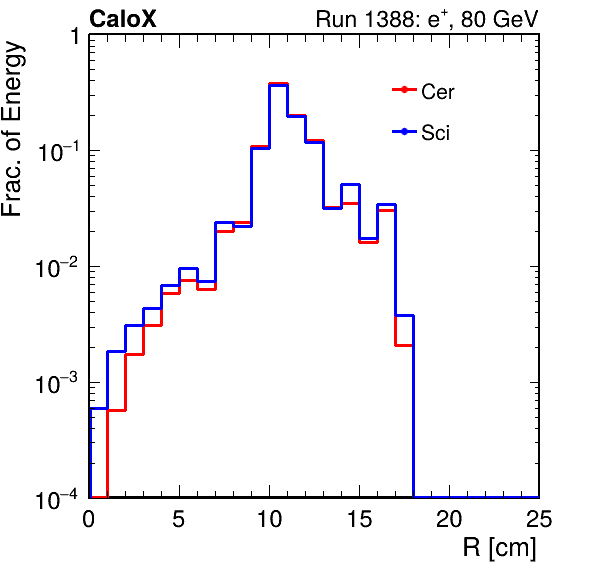 CaloX Run 1388: e⁺, 80 GeV
Frac. of Energy
1
10⁻¹
10⁻²
10⁻³
10⁻⁴
Cer
Sci
0 5 10 15 20 25
R [cm]